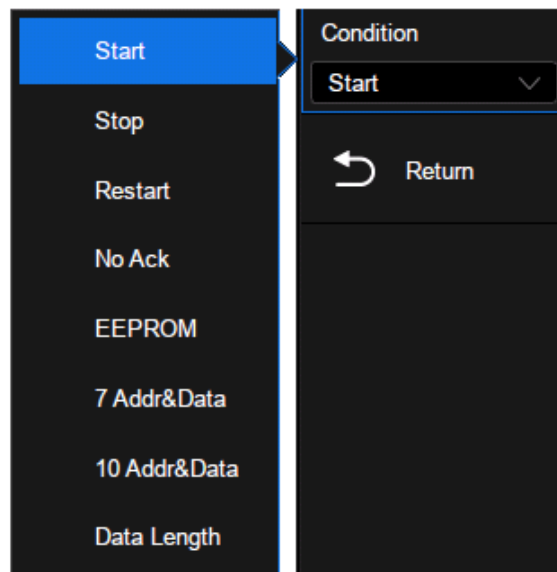 Start
Stop
Restart
No Ack
EEPROM
7 Addr&Data
10 Addr&Data
Data Length
Condition
Start
Return